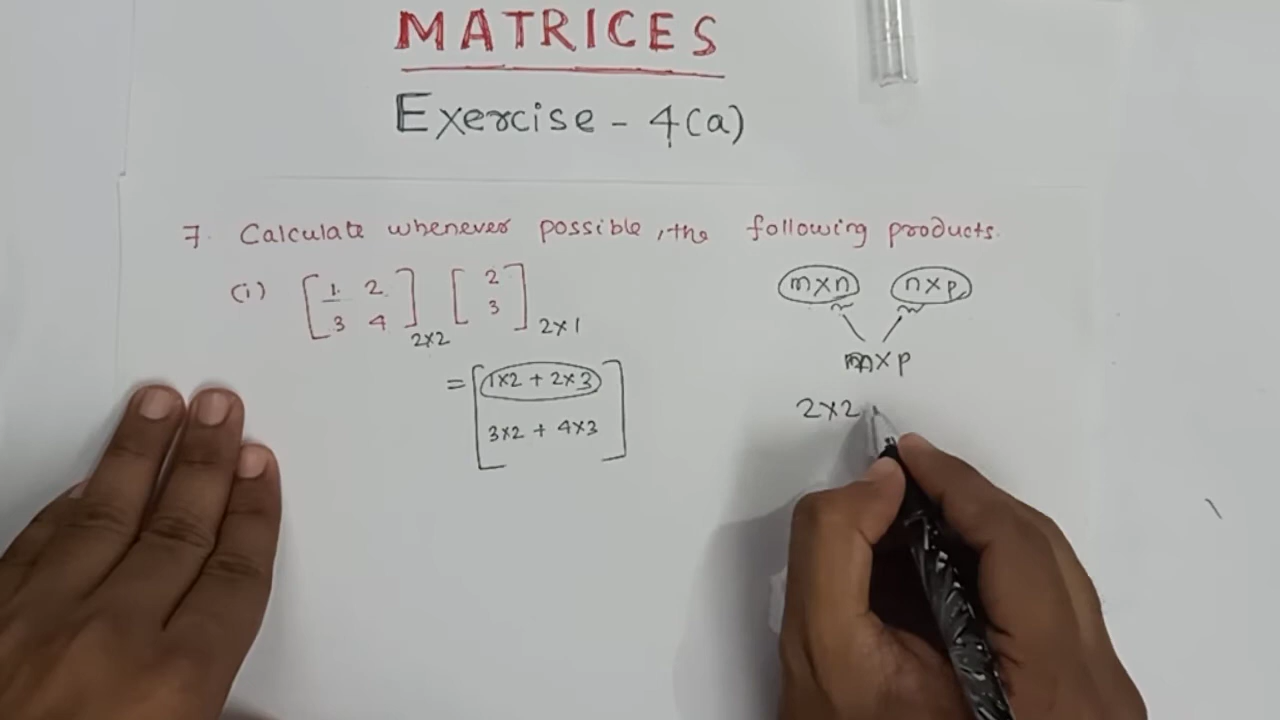 MATRICES
Exercise - 4(a)
7. Calculate whenever possible, the following products.
(i) [1 2 [2
3 4]2×2 3]2×1
m×n n×p
m×p
= [1×2 + 2×3
3×2 + 4×3]
2×2